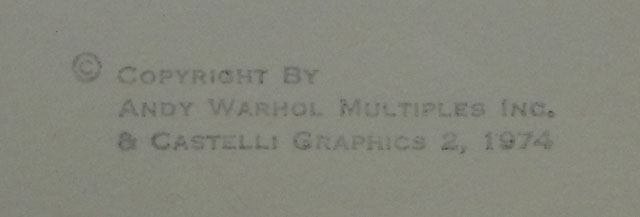 © COPYRIGHT BY
ANDY WARHOL MULTIPLES INC.
& CASTELLI GRAPHICS 2, 1974